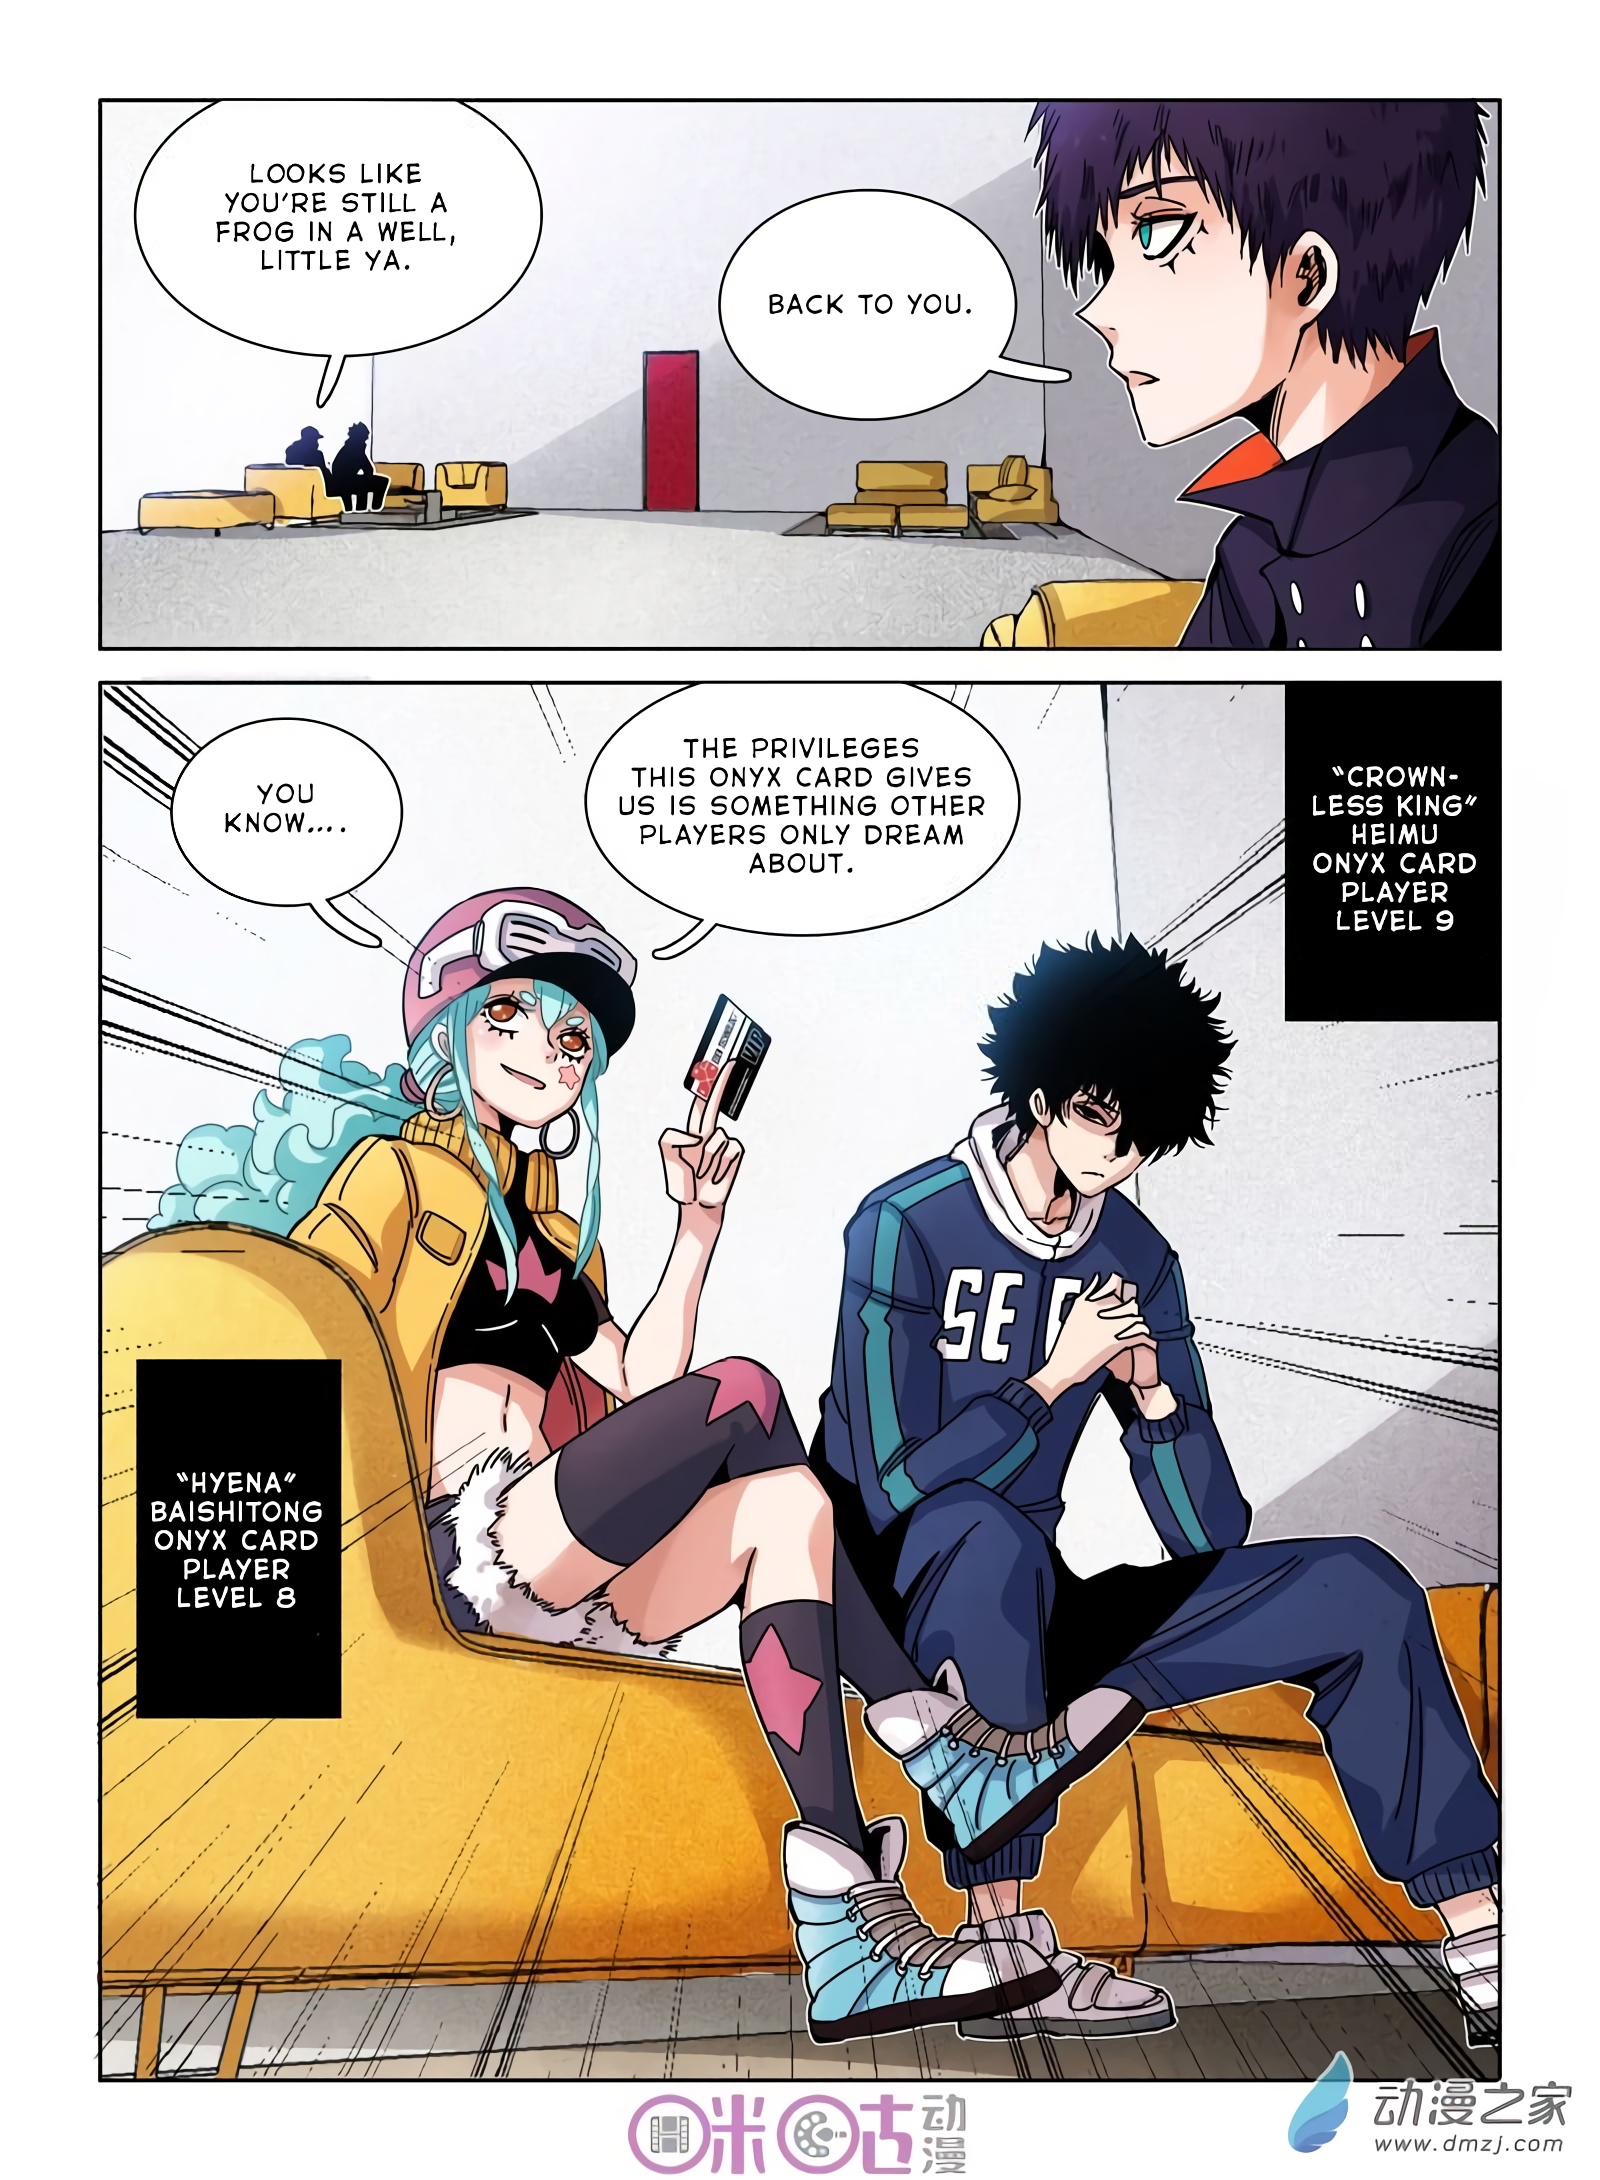 LOOKS LIKE
YOU'RE STILL A
FROG IN A WELL,
LITTLE YA.
BACK TO YOU.
YOU
KNOW....
THE PRIVILEGES
THIS ONYX CARD GIVES
US IS SOMETHING OTHER
PLAYERS ONLY DREAM
ABOUT.
"CROWN-
LESS KING"
HEIMU
ONYX CARD
PLAYER
LEVEL 9
VIP
SE
"HYENA"
BAISHITONG
ONYX CARD
PLAYER
LEVEL 8
咪咕动漫
动漫之家
www.dmzj.com